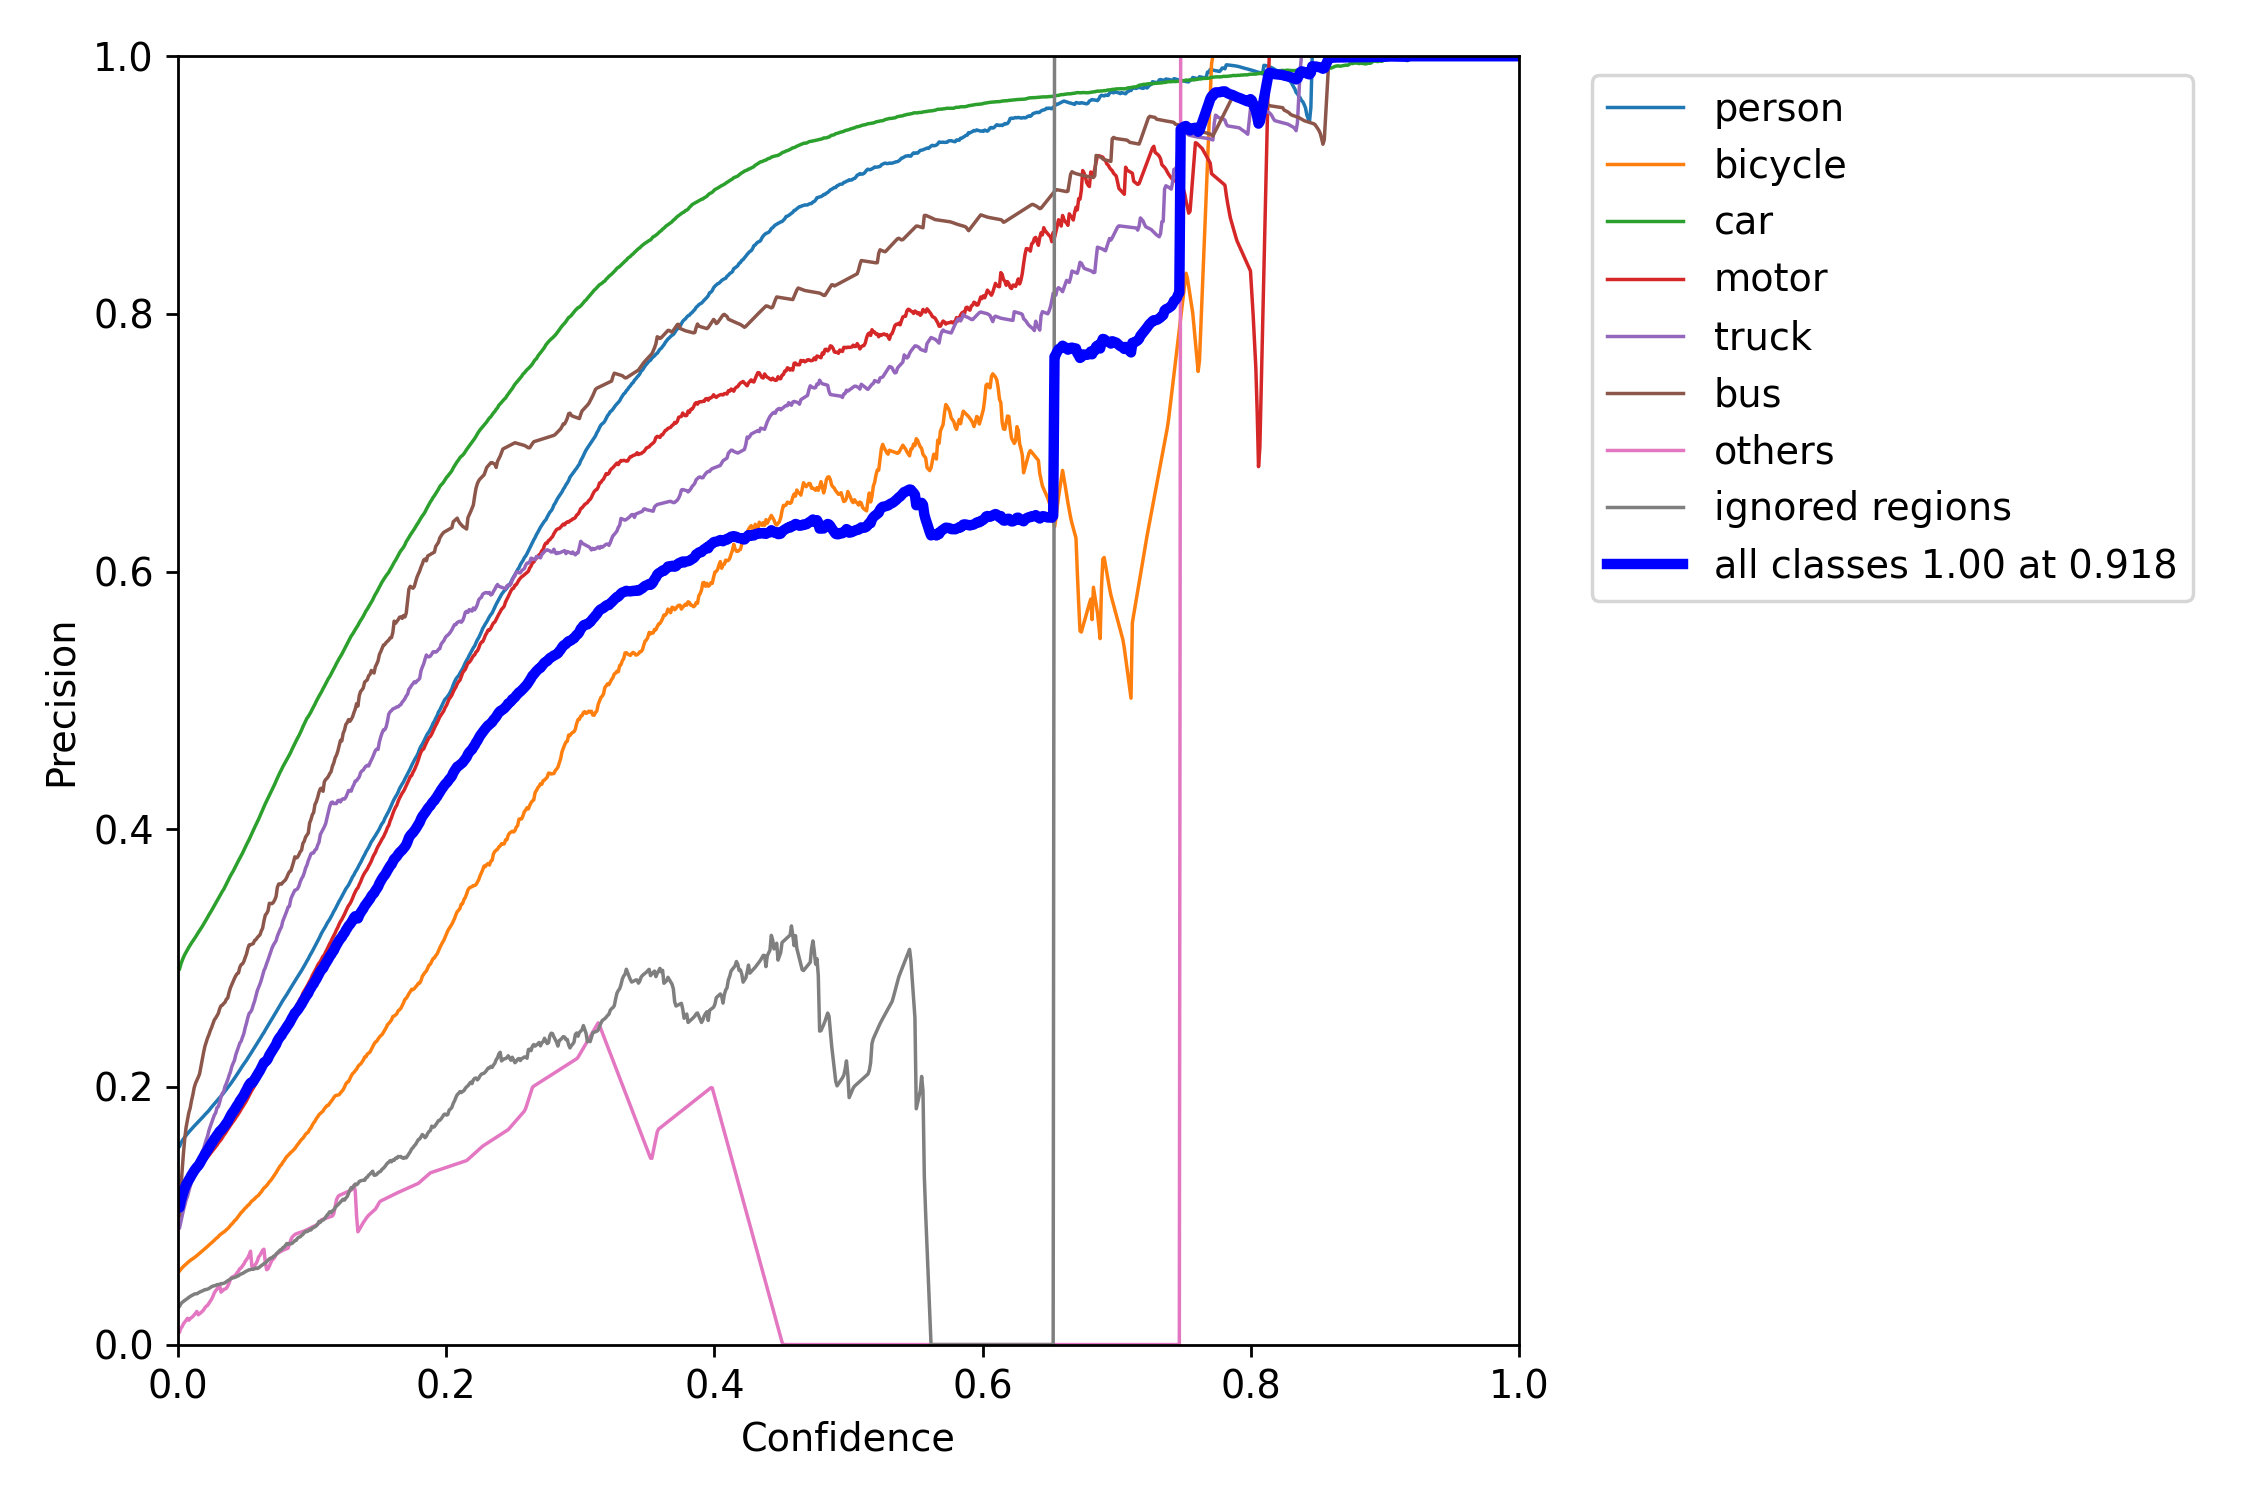 1.0
0.8
0.6
0.4
0.2
0.0
0.0 0.2 0.4 0.6 0.8 1.0
Precision
Confidence
person
bicycle
car
motor
truck
bus
others
ignored regions
all classes 1.00 at 0.918